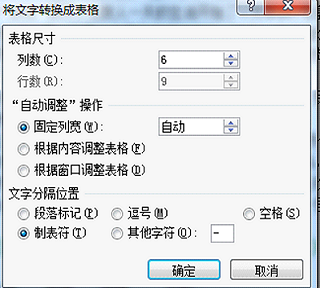 将文字转换成表格
表格尺寸
列数(C): 6
行数(R): 9
“自动调整”操作
固定列宽(W): 自动
根据内容调整表格(F)
根据窗口调整表格(D)
文字分隔位置
段落标记(P) 逗号(M) 空格(S)
制表符(T) 其他字符(O): -
确定 取消